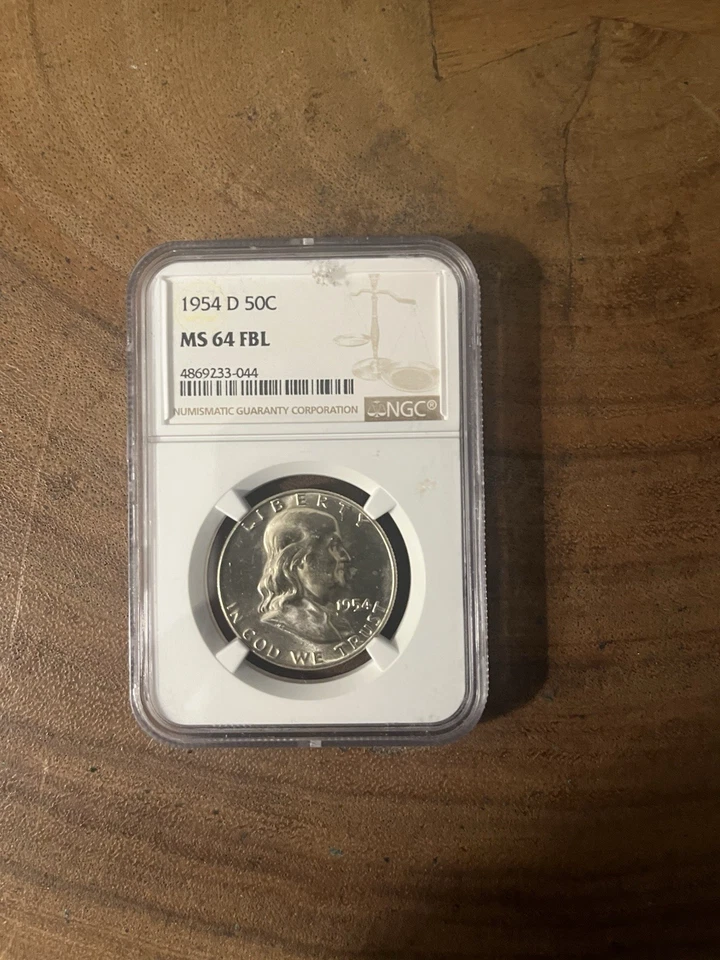 1954 D 50C
MS 64 FBL
4869233-044
NUMISMATIC GUARANTY CORPORATION NGC®
LIBERTY
1954
IN GOD WE TRUST